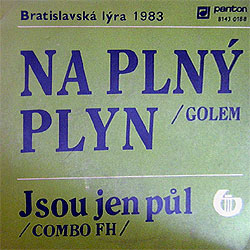 Bratislavská lýra 1983
panton
8143 0188
NA PLNÝ
PLYN /GOLEM
Jsou jen půl
/COMBO FH/